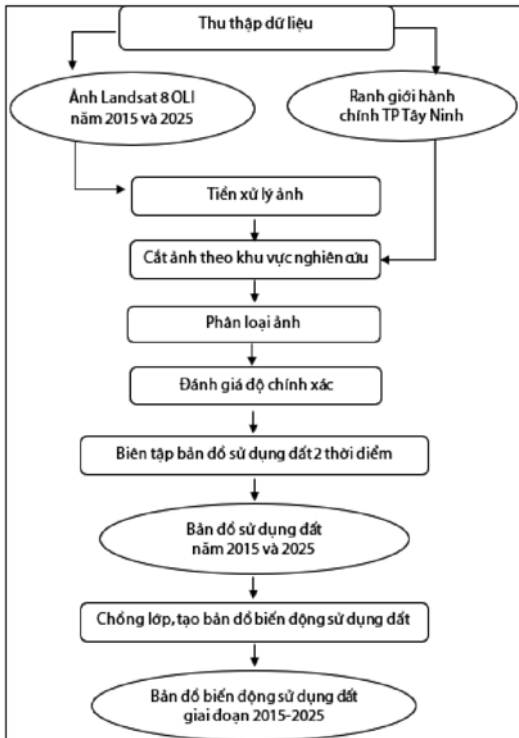 Thu thập dữ liệu
Ảnh Landsat 8 OLI
năm 2015 và 2025
Ranh giới hành
chính TP Tây Ninh
Tiền xử lý ảnh
Cắt ảnh theo khu vực nghiên cứu
Phân loại ảnh
Đánh giá độ chính xác
Biên tập bản đồ sử dụng đất 2 thời điểm
Bản đồ sử dụng đất
năm 2015 và 2025
Chồng lớp, tạo bản đồ biến động sử dụng đất
Bản đồ biến động sử dụng đất
giai đoạn 2015-2025